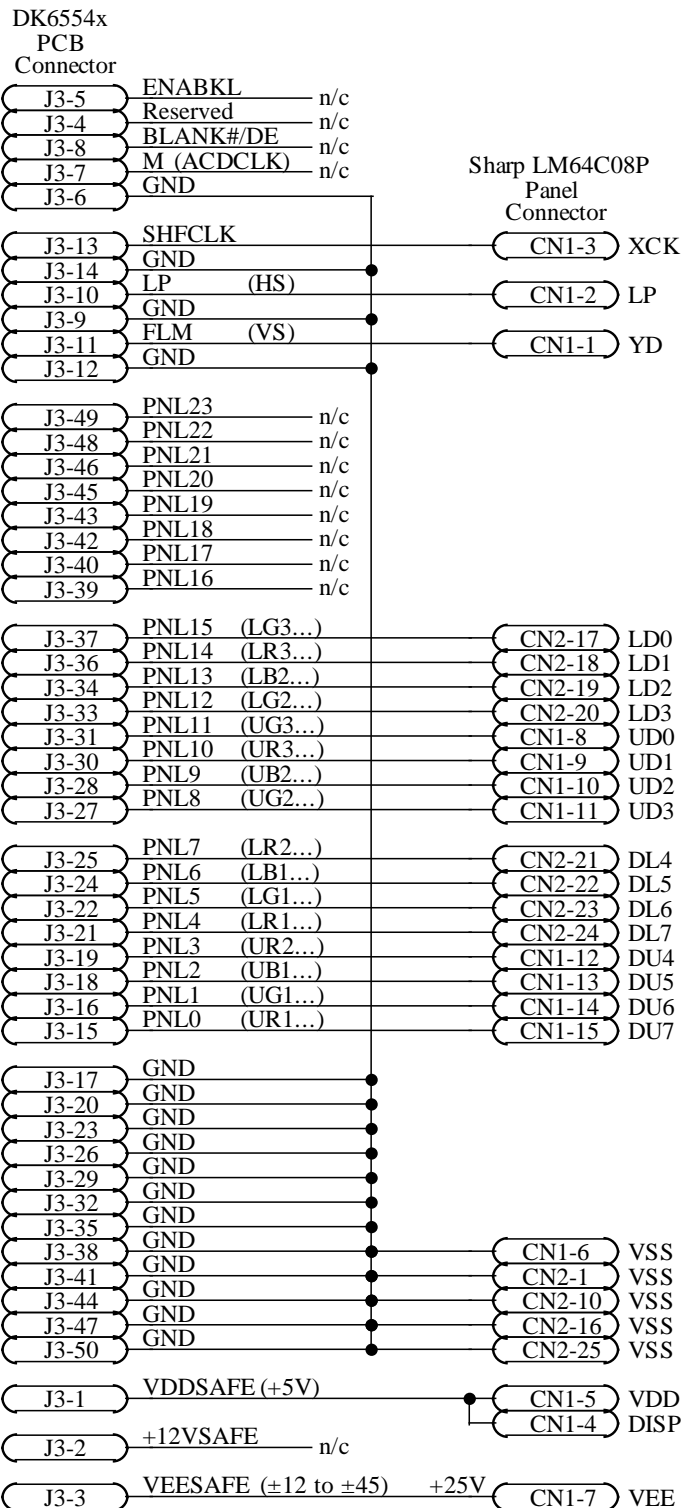 DK6554x
PCB
Connector
J3-5 ENABKL n/c
J3-4 Reserved n/c
J3-8 BLANK#/DE n/c
J3-7 M (ACDCLK) n/c
J3-6 GND
Sharp LM64C08P
Panel
Connector
J3-13 SHFCLK CN1-3 XCK
J3-14 GND
J3-10 LP (HS) CN1-2 LP
J3-9 GND
J3-11 FLM (VS) CN1-1 YD
J3-12 GND
J3-49 PNL23 n/c
J3-48 PNL22 n/c
J3-46 PNL21 n/c
J3-45 PNL20 n/c
J3-43 PNL19 n/c
J3-42 PNL18 n/c
J3-40 PNL17 n/c
J3-39 PNL16 n/c
J3-37 PNL15 (LG3...) CN2-17 LD0
J3-36 PNL14 (LR3...) CN2-18 LD1
J3-34 PNL13 (LB2...) CN2-19 LD2
J3-33 PNL12 (LG2...) CN2-20 LD3
J3-31 PNL11 (UG3...) CN1-8 UD0
J3-30 PNL10 (UR3...) CN1-9 UD1
J3-28 PNL9 (UB2...) CN1-10 UD2
J3-27 PNL8 (UG2...) CN1-11 UD3
J3-25 PNL7 (LR2...) CN2-21 DL4
J3-24 PNL6 (LB1...) CN2-22 DL5
J3-22 PNL5 (LG1...) CN2-23 DL6
J3-21 PNL4 (LR1...) CN2-24 DL7
J3-19 PNL3 (UR2...) CN1-12 DU4
J3-18 PNL2 (UB1...) CN1-13 DU5
J3-16 PNL1 (UG1...) CN1-14 DU6
J3-15 PNL0 (UR1...) CN1-15 DU7
J3-17 GND
J3-20 GND
J3-23 GND
J3-26 GND
J3-29 GND
J3-32 GND
J3-35 GND
J3-38 GND CN1-6 VSS
J3-41 GND CN2-1 VSS
J3-44 GND CN2-10 VSS
J3-47 GND CN2-16 VSS
J3-50 GND CN2-25 VSS
J3-1 VDDSAFE (+5V) CN1-5 VDD
CN1-4 DISP
J3-2 +12VSAFE n/c
J3-3 VEESAFE (±12 to ±45) +25V CN1-7 VEE